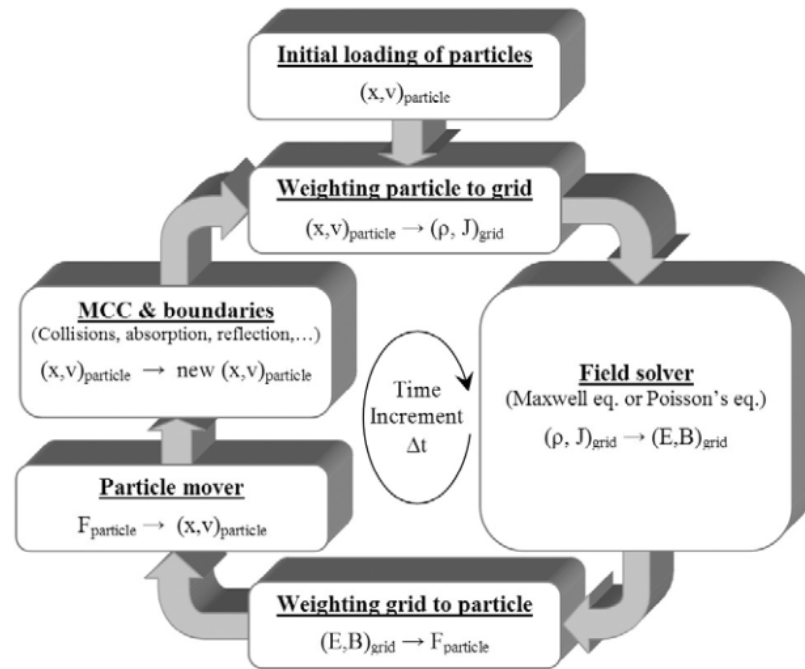 Initial loading of particles
(x,v)particle
Weighting particle to grid
(x,v)particle → (ρ, J)grid
MCC & boundaries
(Collisions, absorption, reflection,…)
(x,v)particle → new (x,v)particle
Time
Increment
Δt
Field solver
(Maxwell eq. or Poisson's eq.)
(ρ, J)grid → (E,B)grid
Particle mover
Fparticle → (x,v)particle
Weighting grid to particle
(E,B)grid → Fparticle